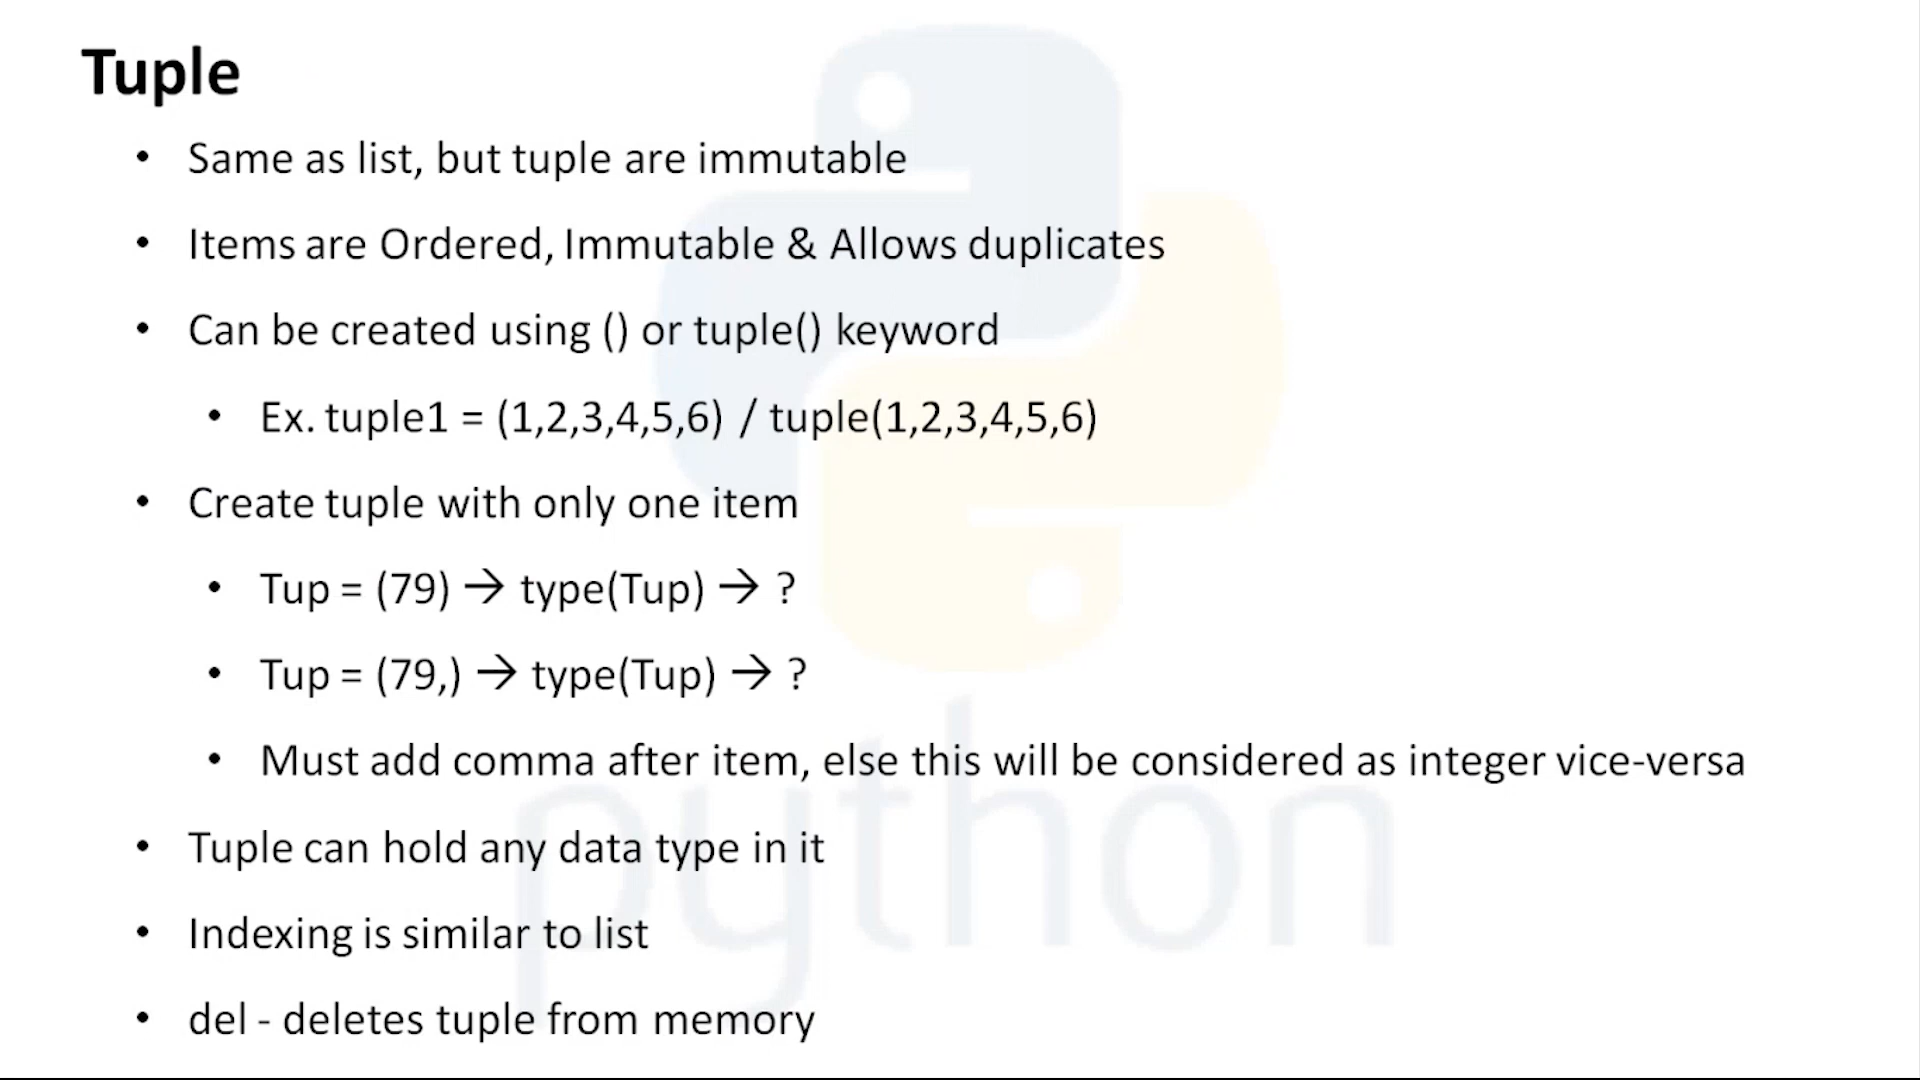 Tuple
• Same as list, but tuple are immutable
• Items are Ordered, Immutable & Allows duplicates
• Can be created using () or tuple() keyword
• Ex. tuple1 = (1,2,3,4,5,6) / tuple(1,2,3,4,5,6)
• Create tuple with only one item
• Tup = (79) → type(Tup) → ?
• Tup = (79,) → type(Tup) → ?
• Must add comma after item, else this will be considered as integer vice-versa
• Tuple can hold any data type in it
• Indexing is similar to list
• del - deletes tuple from memory
python